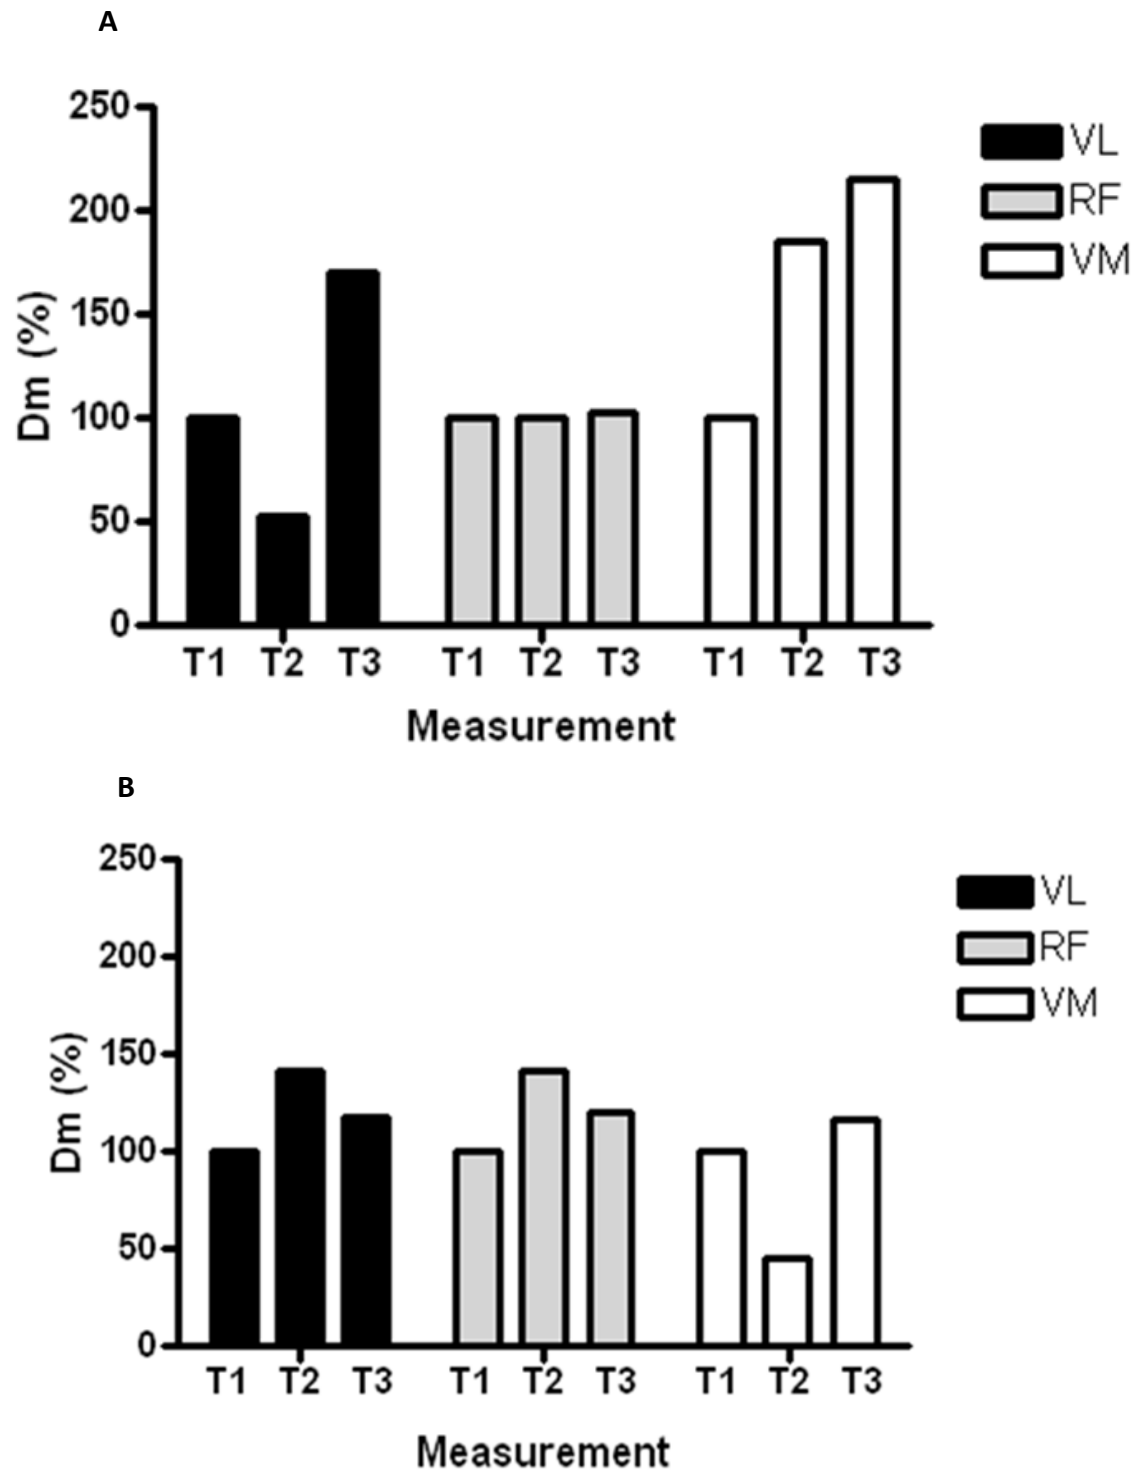 A
250
200
150
100
50
0
Dm (%)
T1 T2 T3 T1 T2 T3 T1 T2 T3
Measurement
VL
RF
VM
B
250
200
150
100
50
0
Dm (%)
T1 T2 T3 T1 T2 T3 T1 T2 T3
Measurement
VL
RF
VM